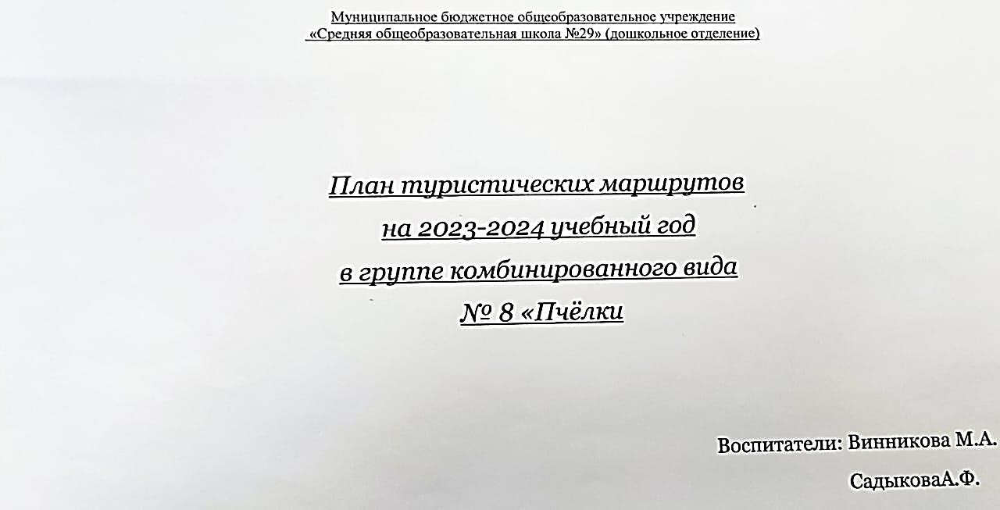 Муниципальное бюджетное общеобразовательное учреждение
«Средняя общеобразовательная школа №29» (дошкольное отделение)
План туристических маршрутов
на 2023-2024 учебный год
в группе комбинированного вида
№ 8 «Пчёлки
Воспитатели: Винникова М.А.
СадыковаА.Ф.